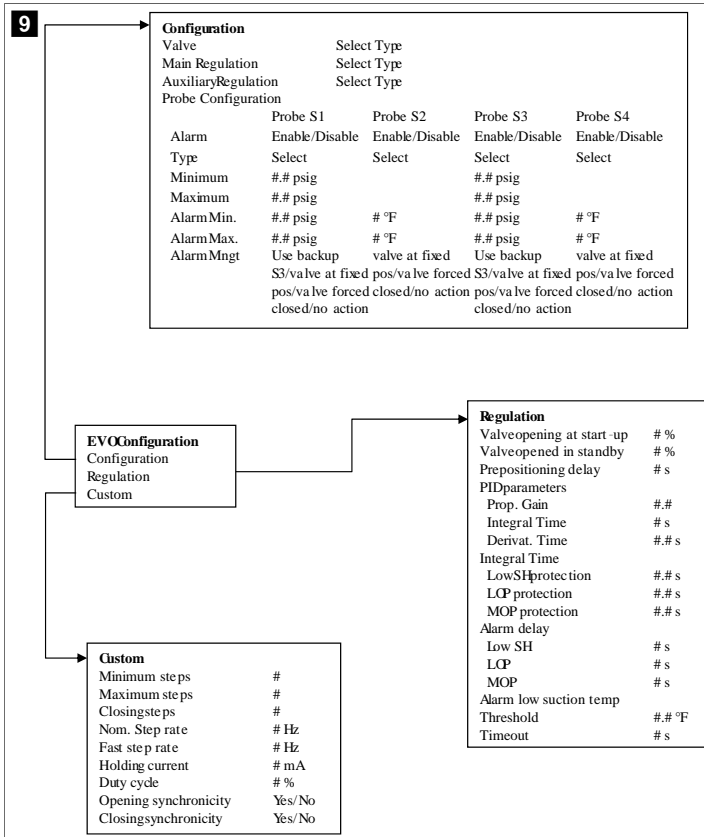 9
Configuration
Valve Select Type
Main Regulation Select Type
AuxiliaryRegulation Select Type
Probe Configuration
Probe S1 Probe S2 Probe S3 Probe S4
Alarm Enable/Disable Enable/Disable Enable/Disable Enable/Disable
Type Select Select Select Select
Minimum #.# psig #.# psig
Maximum #.# psig #.# psig
AlarmMin. #.# psig # °F #.# psig # °F
AlarmMax. #.# psig # °F #.# psig # °F
AlarmMngt Use backup valve at fixed Use backup valve at fixed
S3/valve at fixed pos/valve forced S3/valve at fixed pos/valve forced
pos/valve forced closed/no action pos/valve forced closed/no action
closed/no action closed/no action
EVOConfiguration
Configuration
Regulation
Custom
Regulation
Valveopening at start-up # %
Valveopened in standby # %
Prepositioning delay # s
PIDparameters
Prop. Gain #.#
Integral Time # s
Derivat. Time #.# s
Integral Time
LowSHprotection #.# s
LOP protection #.# s
MOP protection #.# s
Alarm delay
Low SH # s
LOP # s
MOP # s
Alarm low suction temp
Threshold #.# °F
Timeout # s
Custom
Minimum steps #
Maximum steps #
Closingsteps #
Nom. Step rate # Hz
Fast step rate # Hz
Holding current # mA
Duty cycle # %
Opening synchronicity Yes/No
Closingsynchronicity Yes/No